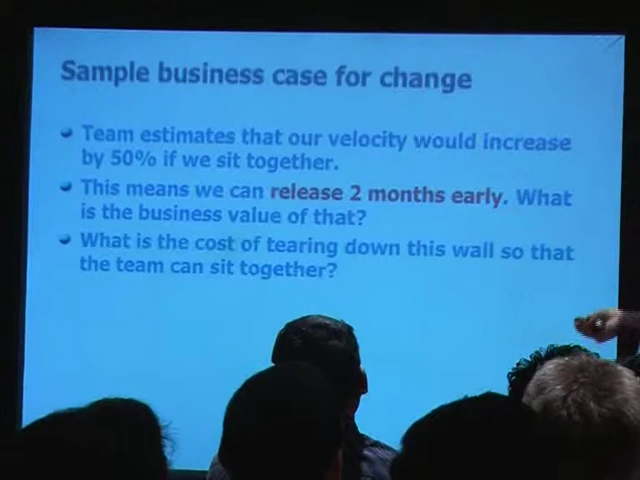 Sample business case for change
Team estimates that our velocity would increase
by 50% if we sit together.
This means we can release 2 months early. What
is the business value of that?
What is the cost of tearing down this wall so that
the team can sit together?